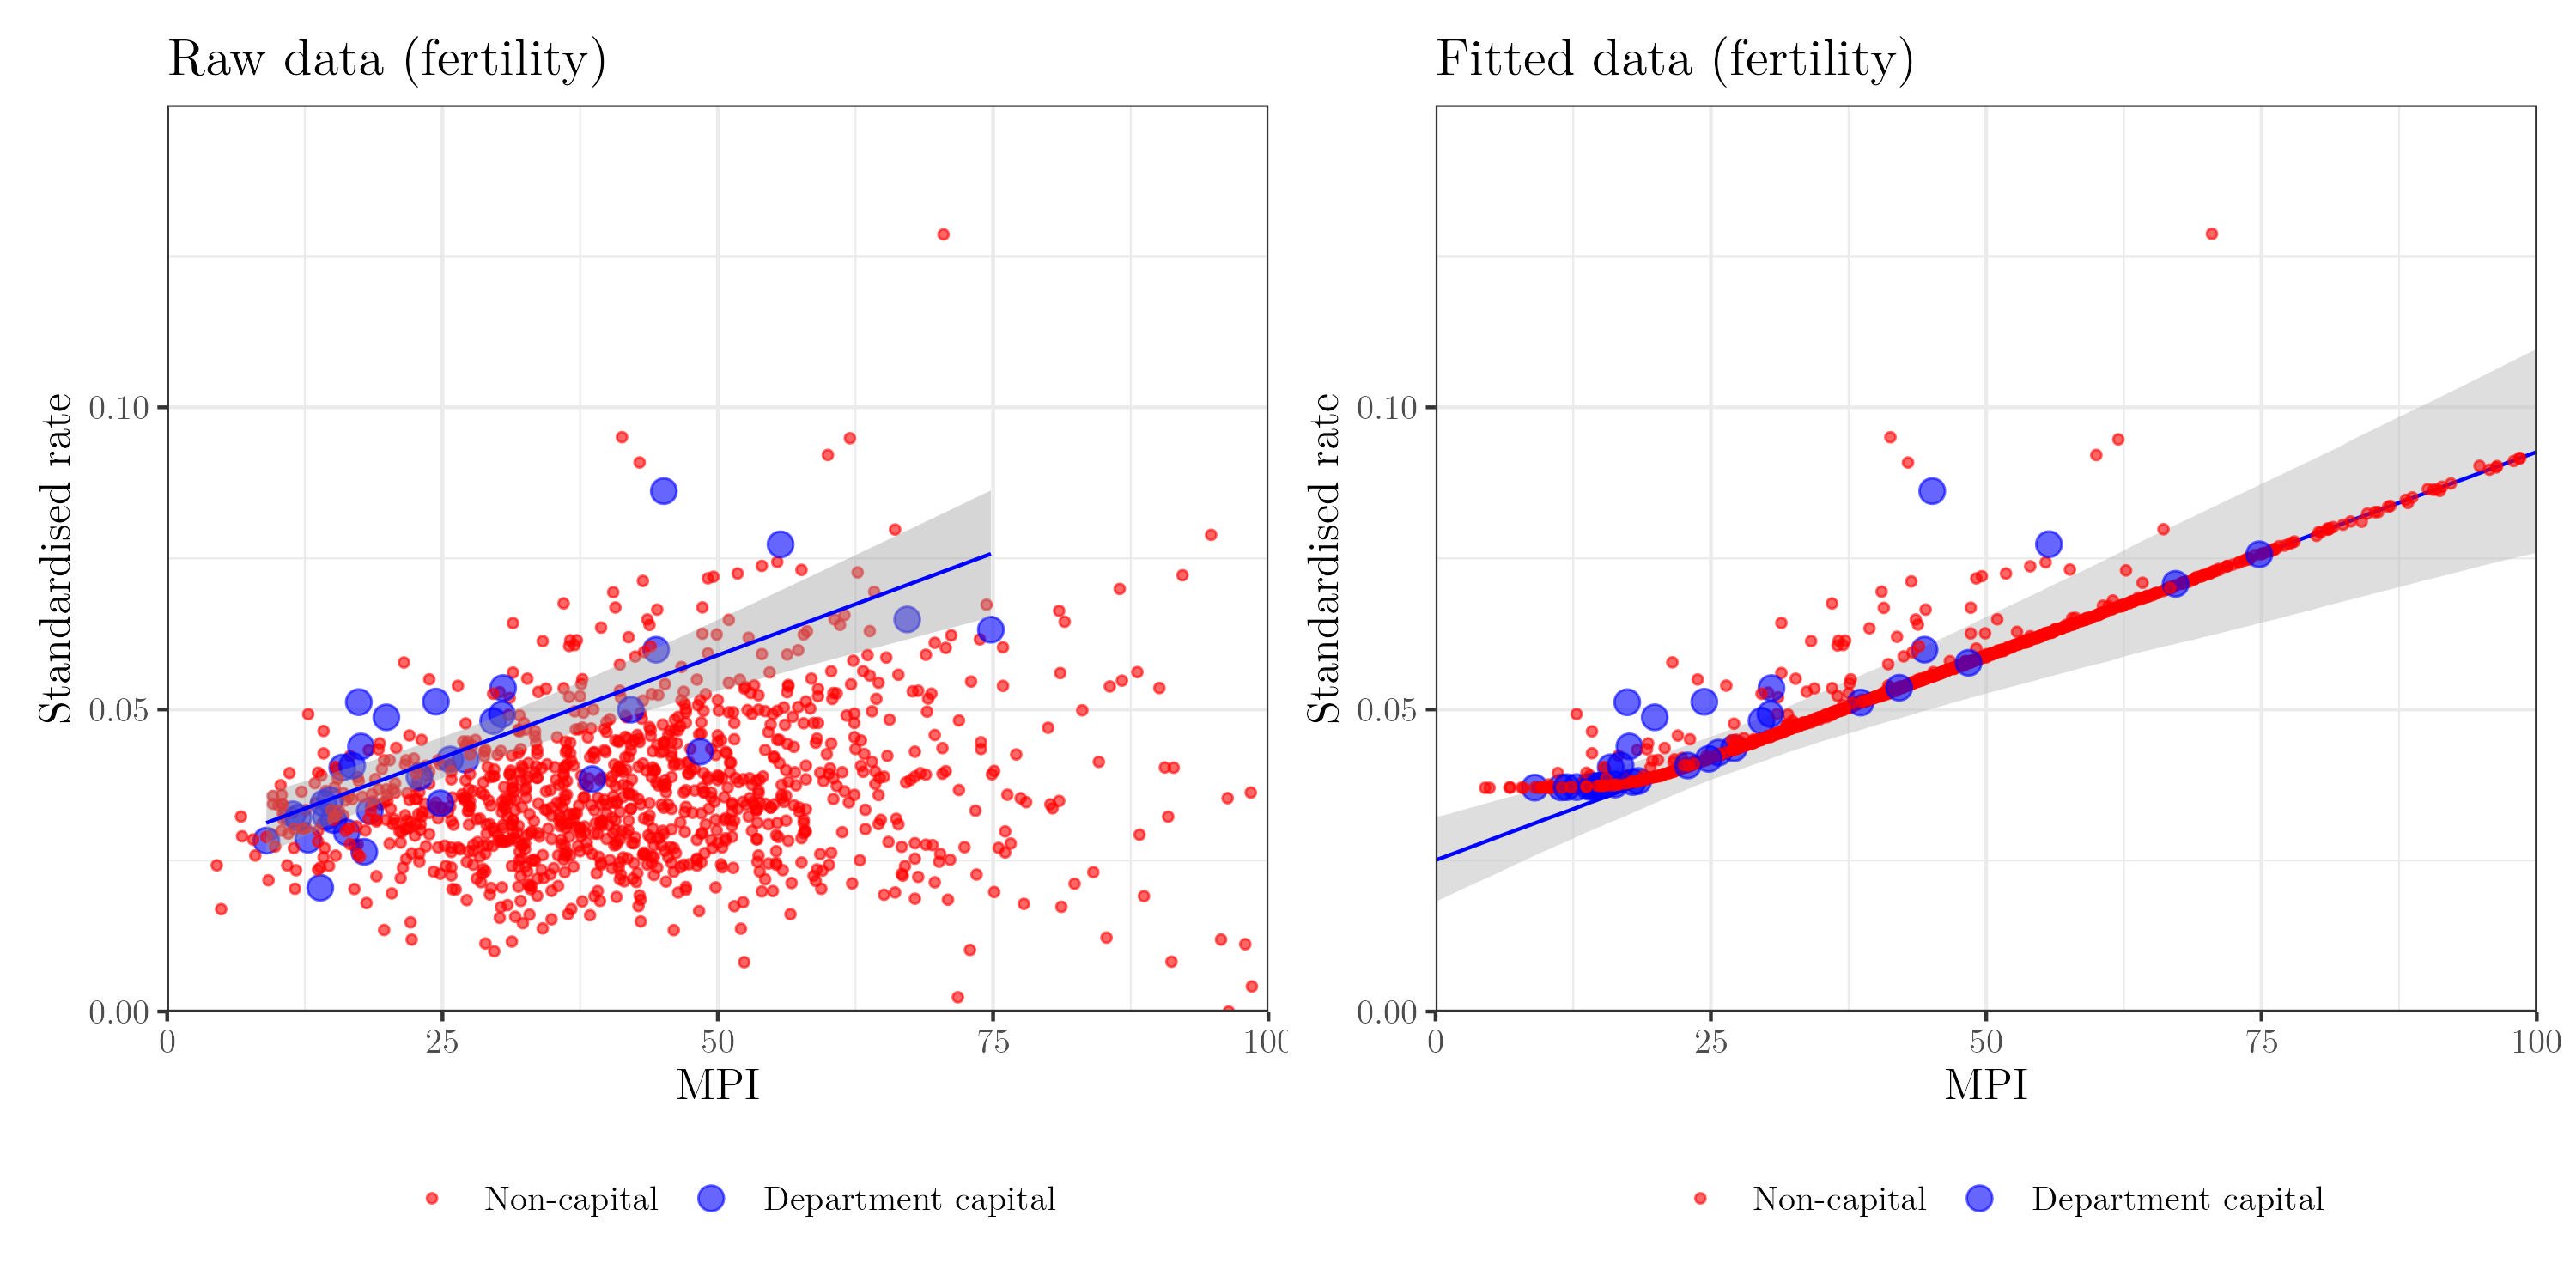 Raw data (fertility)
Standardised rate
0.10
0.05
0.00
0 25 50 75 100
MPI
Non-capital Department capital
Fitted data (fertility)
Standardised rate
0.10
0.05
0.00
0 25 50 75 100
MPI
Non-capital Department capital